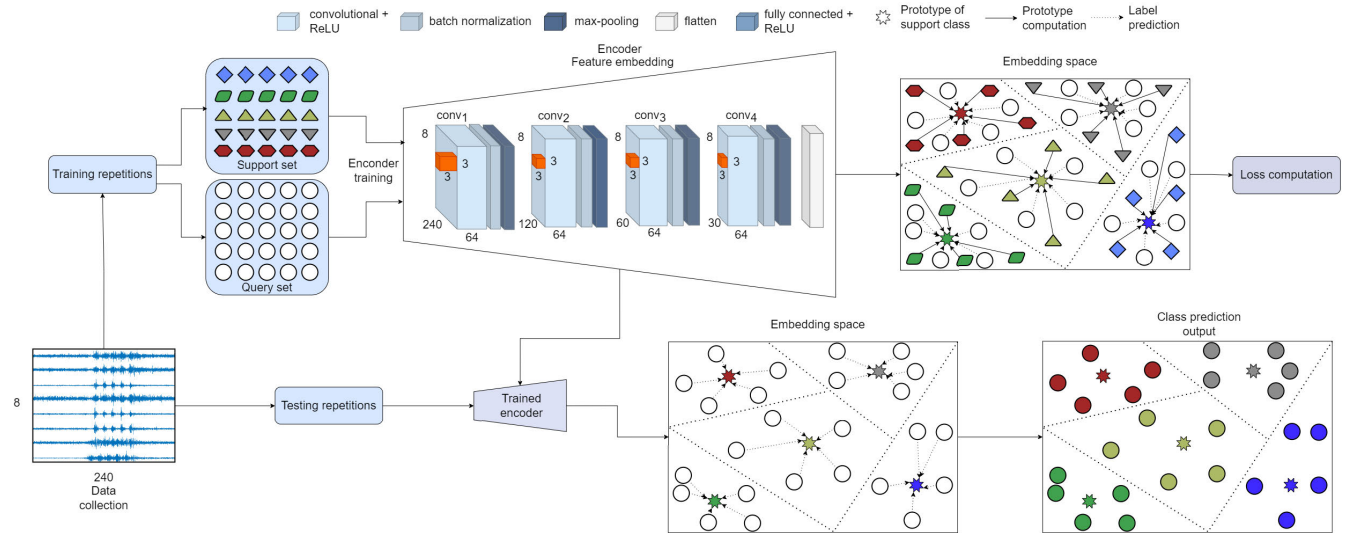 convolutional +
ReLU
batch normalization
max-pooling
flatten
fully connected +
ReLU
Prototype of
support class
Prototype
computation
Label
prediction
Encoder
Feature embedding
Embedding space
Support set
Training repetitions
Query set
Enconder
training
conv1
8
3
3
240
64
conv2
8
3
3
120
64
conv3
8
3
3
60
64
conv4
8
3
3
30
64
Loss computation
8
240
Data
collection
Testing repetitions
Trained
encoder
Embedding space
Class prediction
output